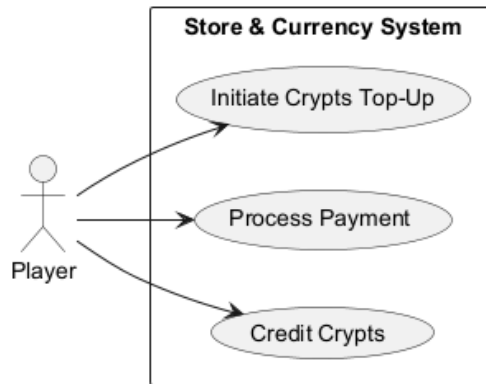 Store & Currency System
Initiate Crypts Top-Up
Process Payment
Player
Credit Crypts